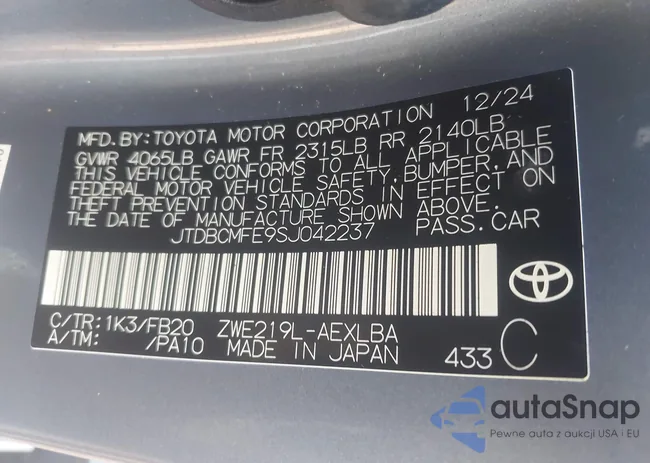 MFD. BY: TOYOTA MOTOR CORPORATION 12/24
GVWR 4065LB GAWR FR 2315LB RR 2140LB
THIS VEHICLE CONFORMS TO ALL APPLICABLE
FEDERAL MOTOR VEHICLE SAFETY, BUMPER, AND
THEFT PREVENTION STANDARDS IN EFFECT ON
THE DATE OF MANUFACTURE SHOWN ABOVE.
JTDBCMFE9SJ042237 PASS. CAR
C/TR: 1K3/FB20 ZWE219L-AEXLBA
A/TM: /PA10 MADE IN JAPAN 433 C
autaSnap
Pewne auta z aukcji USA i EU